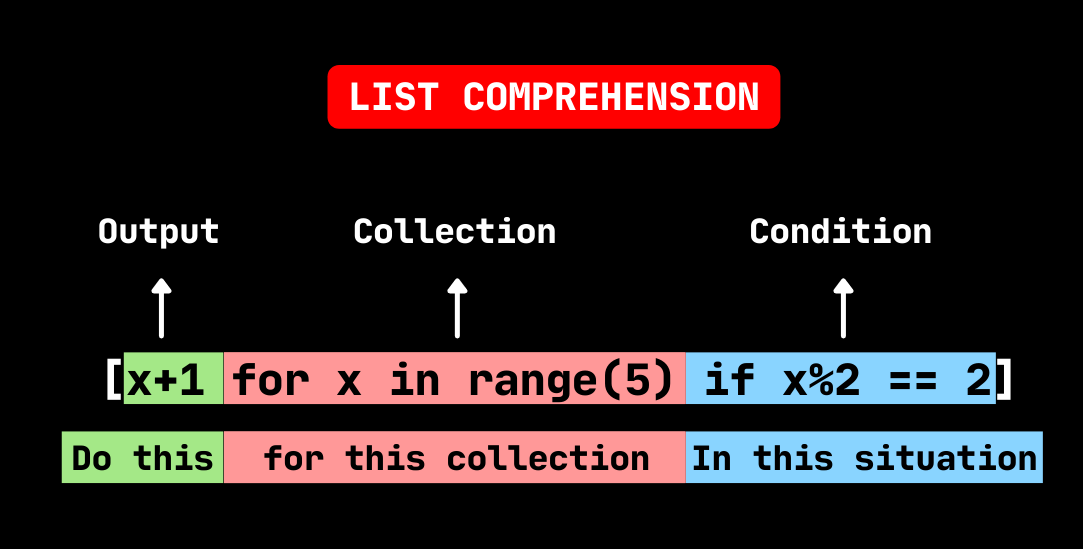 LIST COMPREHENSION
Output Collection Condition
[x+1 for x in range(5) if x%2 == 2]
Do this for this collection In this situation